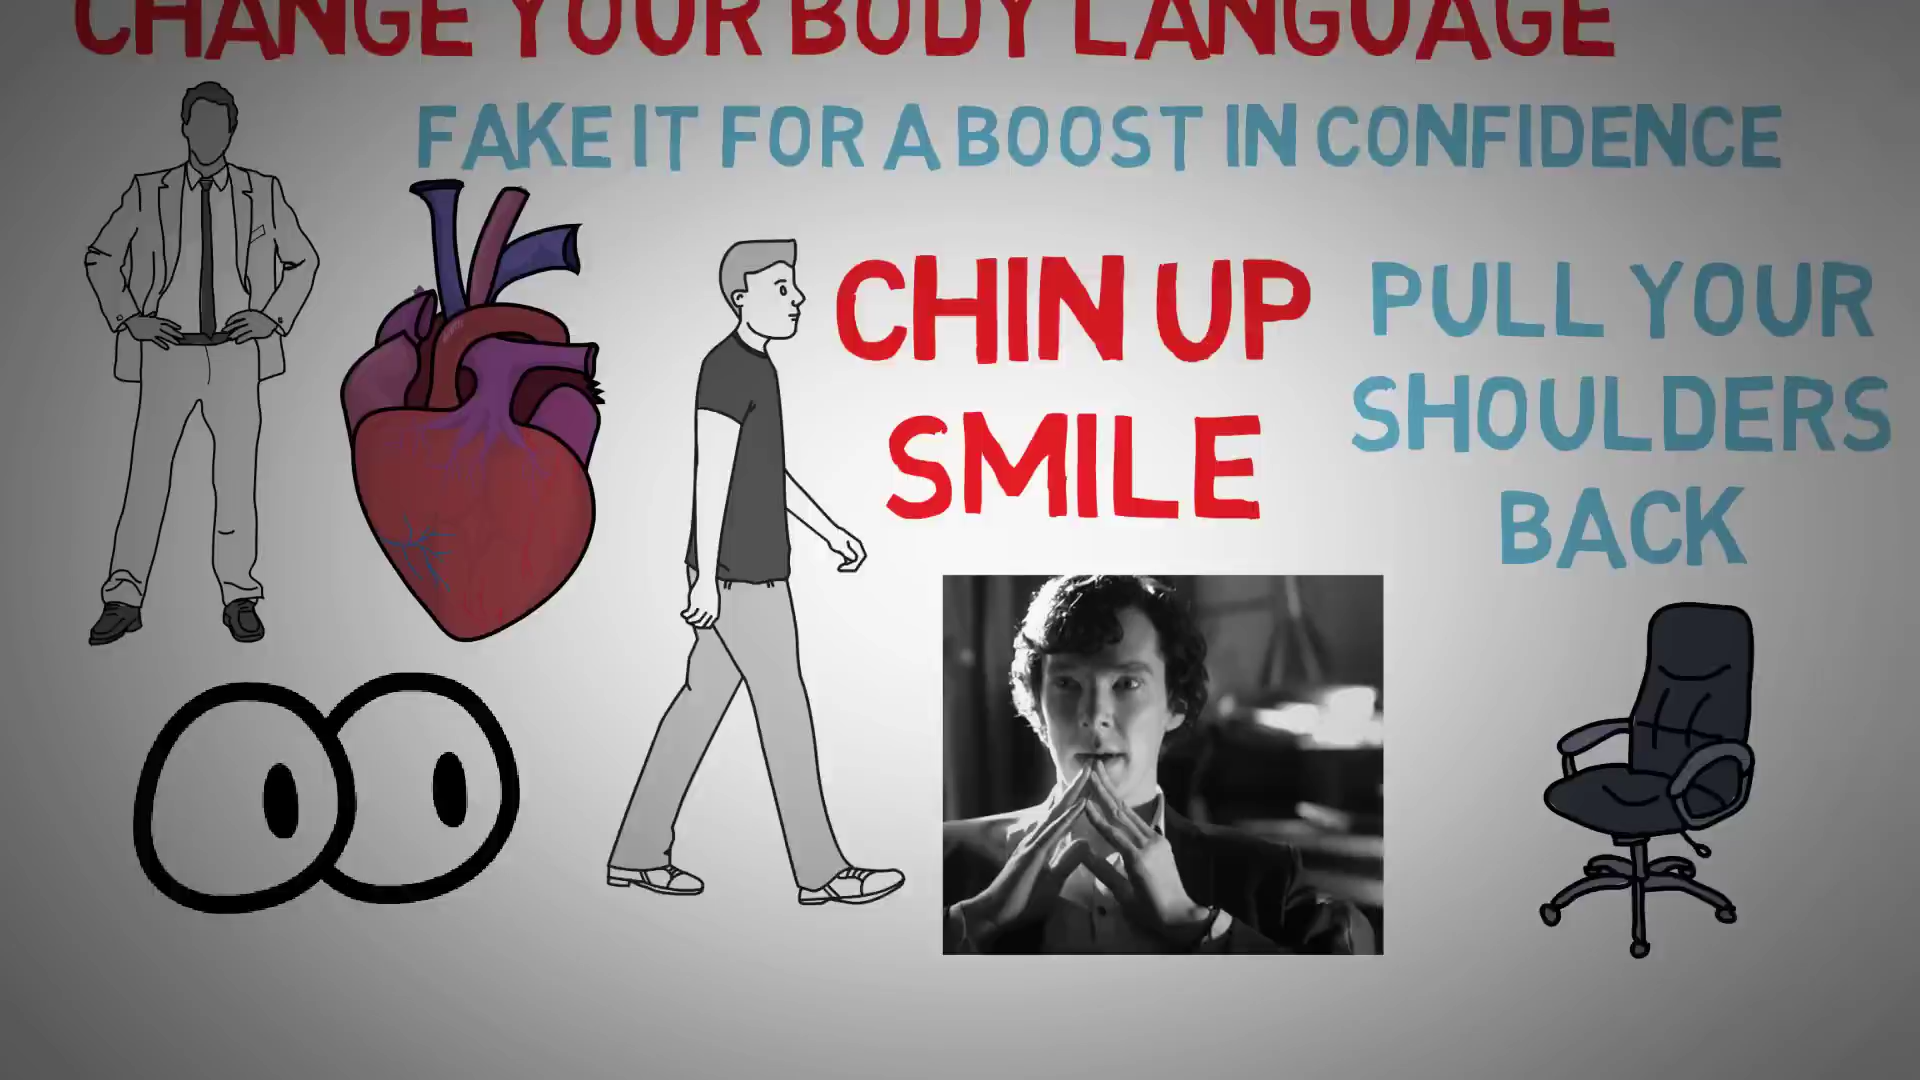 CHANGE YOUR BODY LANGUAGE
FAKE IT FOR A BOOST IN CONFIDENCE
CHIN UP
SMILE
PULL YOUR
SHOULDERS
BACK